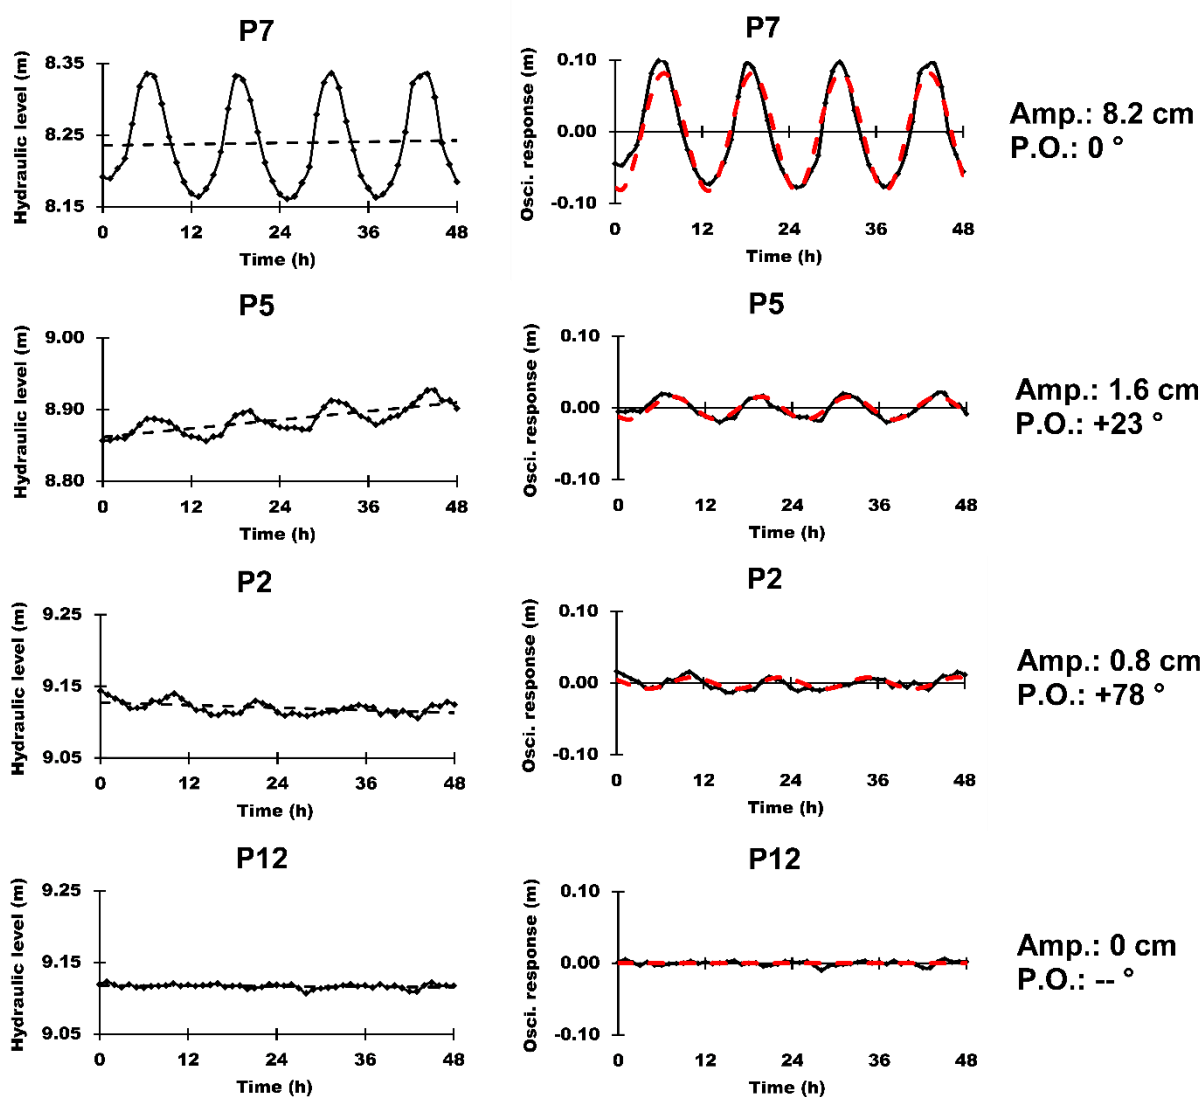 P7
Hydraulic level (m)
8.35
8.25
8.15
0 12 24 36 48
Time (h)
P7
Osci. response (m)
0.10
0.00
-0.10
0 12 24 36 48
Time (h)
Amp.: 8.2 cm
P.O.: 0 °
P5
Hydraulic level (m)
9.00
8.90
8.80
0 12 24 36 48
Time (h)
P5
Osci. response (m)
0.10
0.00
-0.10
0 12 24 36 48
Time (h)
Amp.: 1.6 cm
P.O.: +23 °
P2
Hydraulic level (m)
9.25
9.15
9.05
0 12 24 36 48
Time (h)
P2
Osci. response (m)
0.10
0.00
-0.10
0 12 24 36 48
Time (h)
Amp.: 0.8 cm
P.O.: +78 °
P12
Hydraulic level (m)
9.25
9.15
9.05
0 12 24 36 48
Time (h)
P12
Osci. response (m)
0.10
0.00
-0.10
0 12 24 36 48
Time (h)
Amp.: 0 cm
P.O.: -- °